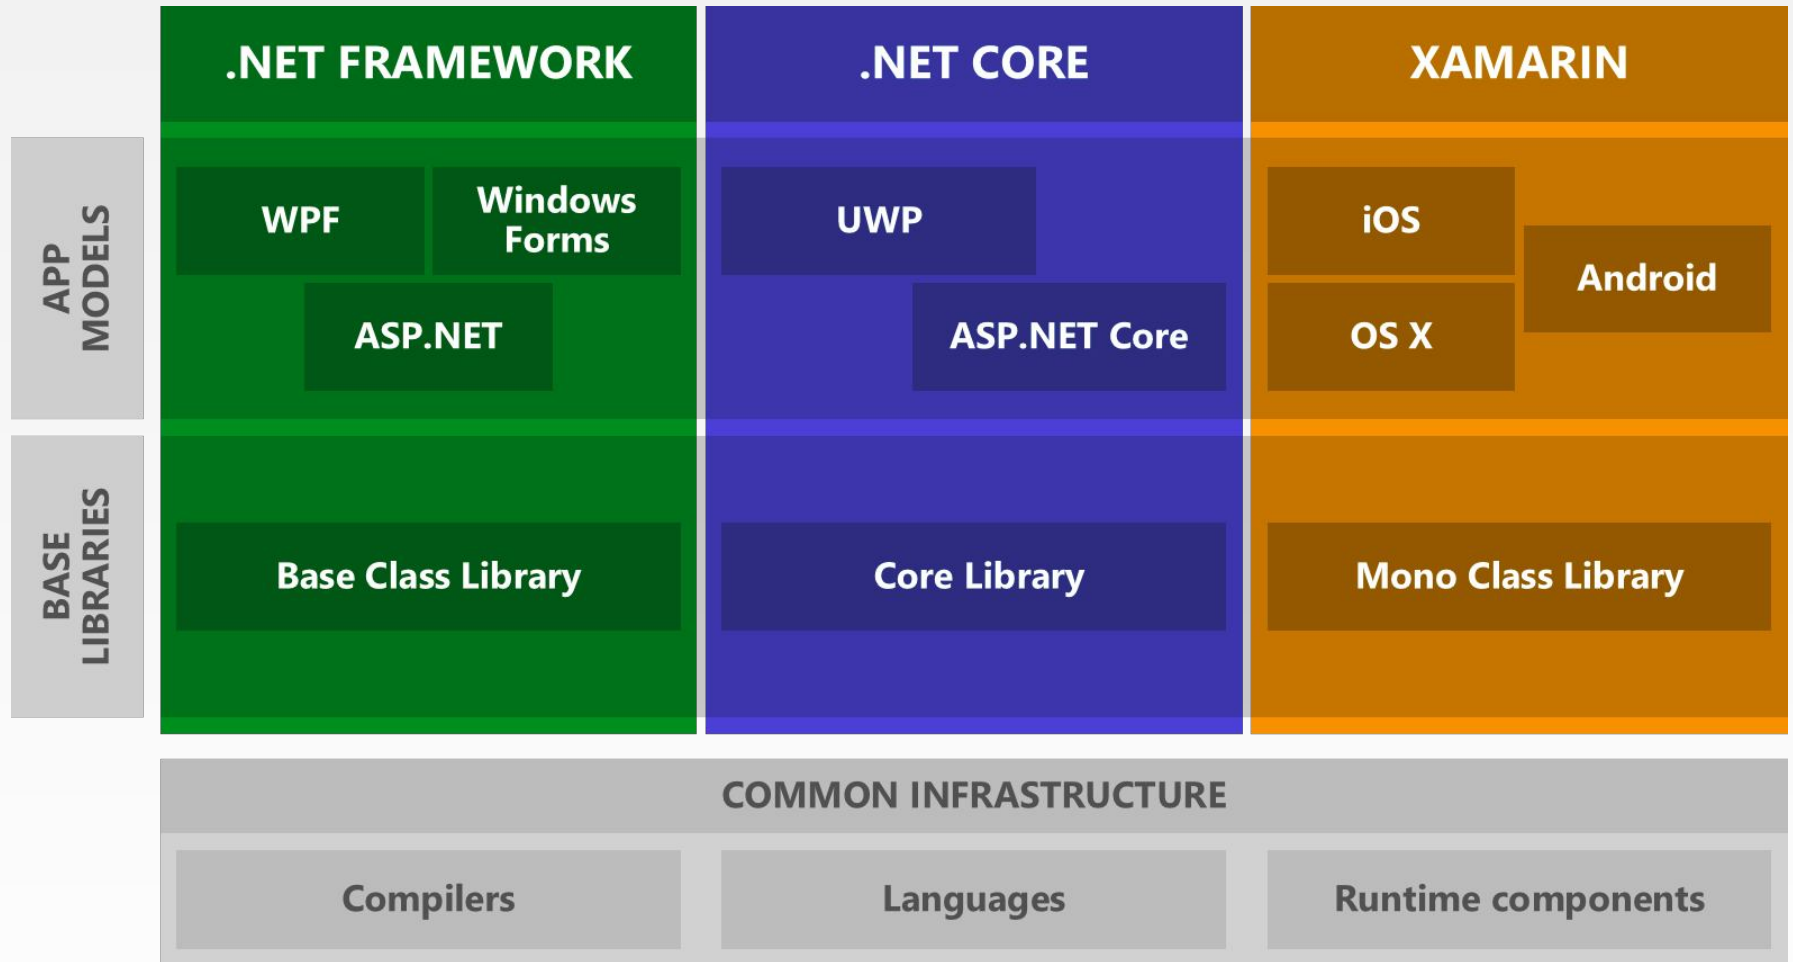 .NET FRAMEWORK
.NET CORE
XAMARIN
APP
MODELS
WPF
Windows
Forms
ASP.NET
UWP
ASP.NET Core
iOS
Android
OS X
BASE
LIBRARIES
Base Class Library
Core Library
Mono Class Library
COMMON INFRASTRUCTURE
Compilers
Languages
Runtime components